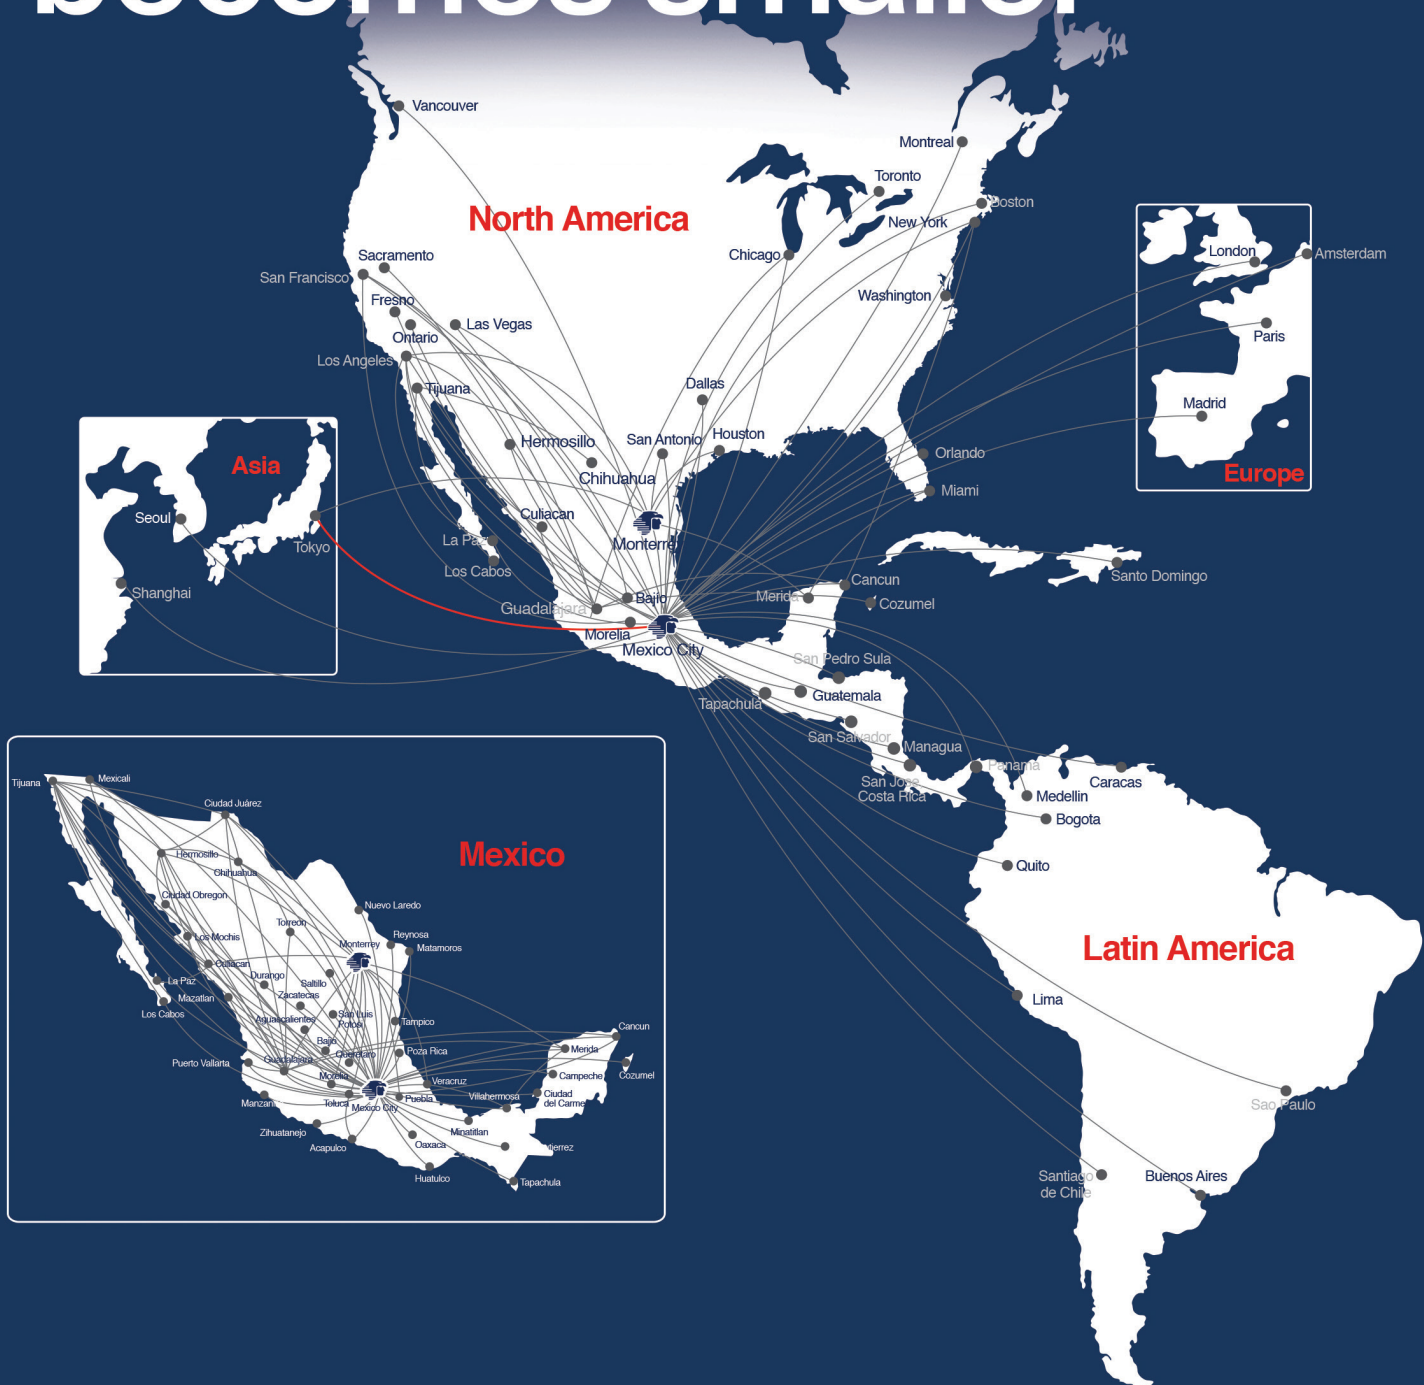 becomes smaller
Vancouver
Montreal
Toronto
Boston
New York
North America
Chicago
Sacramento
San Francisco
Washington
Fresno
Las Vegas
Ontario
Los Angeles
Dallas
Tijuana
Hermosillo
San Antonio
Houston
Orlando
Chihuahua
Miami
Culiacan
La Paz
Monterre
Los Cabos
Santo Domingo
Cancun
Merida
Cozumel
Bajio
Guadalajara
Morelia
Mexico City
San Pedro Sula
Guatemala
Tapachula
San Salvador
Managua
San Jose
Costa Rica
Panama
London
Amsterdam
Paris
Madrid
Europe
Asia
Seoul
Tokyo
Shanghai
Caracas
Medellin
Bogota
Quito
Latin America
Lima
Sao Paulo
Santiago
de Chile
Buenos Aires
Tijuana
Mexicali
Ciudad Juárez
Mexico
Hermosillo
Chihuahua
Ciudad Obregon
Nuevo Laredo
Torreón
Los Mochis
Reynosa
Monterrey
Matamoros
Culiacan
Durango
La Paz
Saltillo
Mazatlan
Zacatecas
Los Cabos
San Luis
Potosi
Aguascalientes
Tampico
Cancun
Bajio
Queretaro
Poza Rica
Merida
Puerto Vallarta
Guadalajara
Morelia
Veracruz
Campeche
Cozumel
Manzani
Toluca
Mexico City
Puebla
Villahermosa
Ciudad
del Carme
Zihuatanejo
Minatitlan
Acapulco
Oaxaca
tierrez
Huatulco
Tapachula